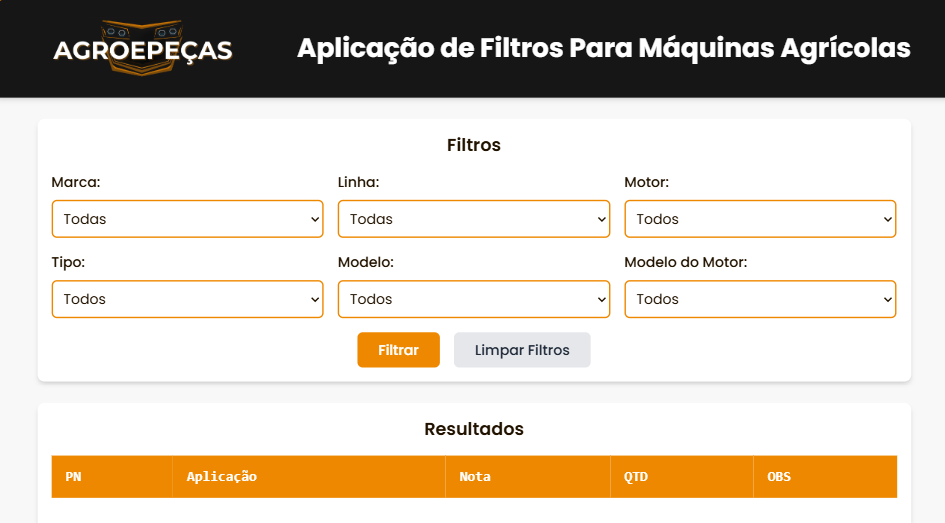 AGROEPEÇAS
Aplicação de Filtros Para Máquinas Agrícolas
Filtros
Marca: Linha: Motor:
Todas Todas Todos
Tipo: Modelo: Modelo do Motor:
Todos Todos Todos
Filtrar Limpar Filtros
Resultados
PN Aplicação Nota QTD OBS